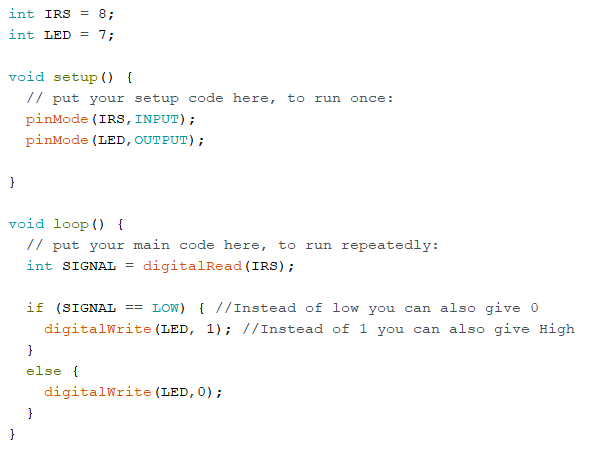 int IRS = 8;
int LED = 7;
void setup() {
// put your setup code here, to run once:
pinMode(IRS,INPUT);
pinMode(LED,OUTPUT);
}
void loop() {
// put your main code here, to run repeatedly:
int SIGNAL = digitalRead(IRS);
if (SIGNAL == LOW) { //Instead of low you can also give 0
digitalWrite(LED, 1); //Instead of 1 you can also give High
}
else {
digitalWrite(LED,0);
}
}